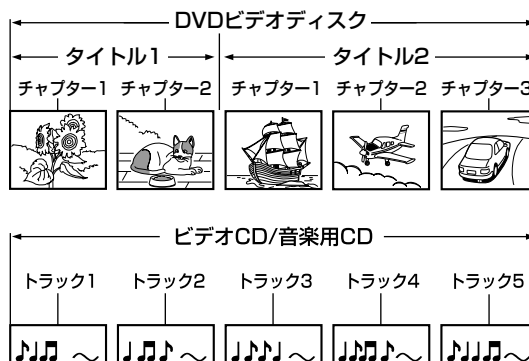 DVDビデオディスク
タイトル1 タイトル2
チャプター1 チャプター2 チャプター1 チャプター2 チャプター3
ビデオCD/音楽用CD
トラック1 トラック2 トラック3 トラック4 トラック5